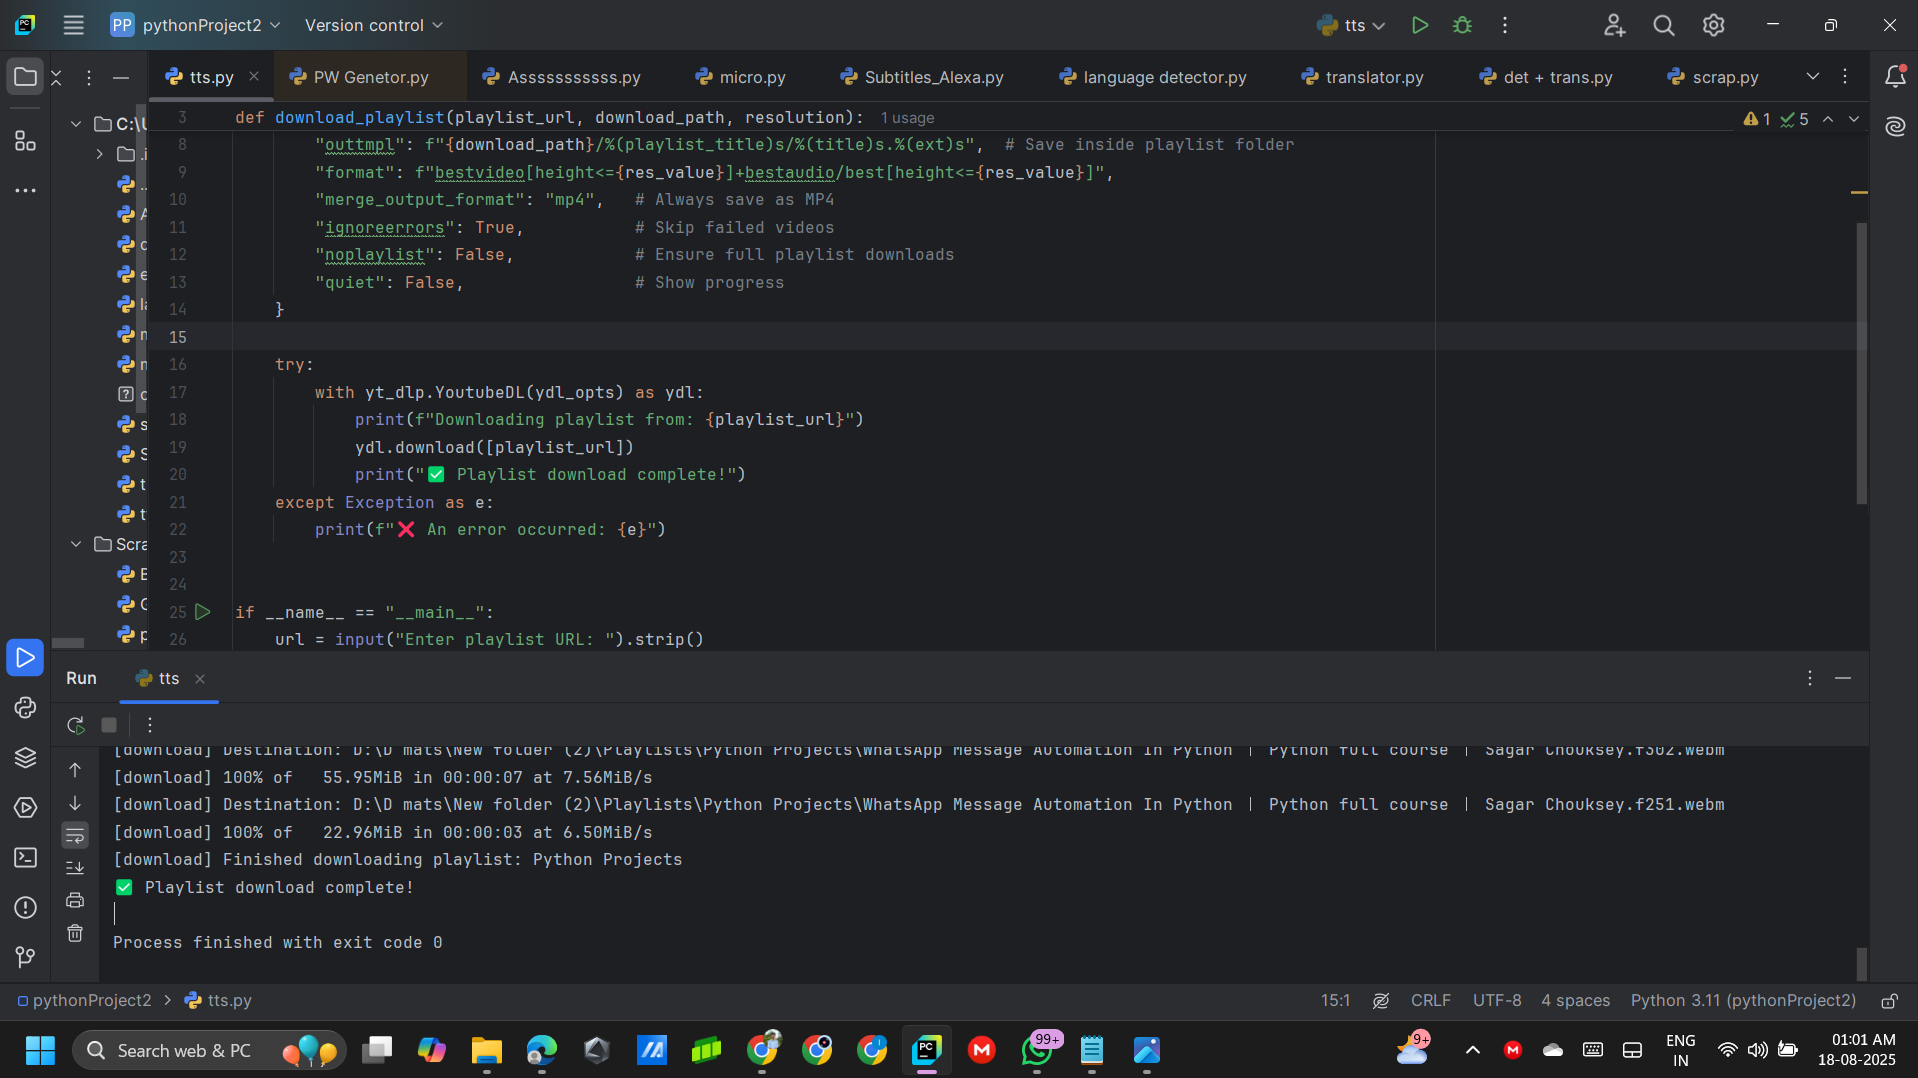 PP pythonProject2 Version control tts
tts.py PW Genetor.py Asssssssssss.py micro.py Subtitles_Alexa.py language detector.py translator.py det + trans.py scrap.py
3 def download_playlist(playlist_url, download_path, resolution): 1 usage
1 5
8 "outtmpl": f"{download_path}/%(playlist_title)s/%(title)s.%(ext)s", # Save inside playlist folder
9 "format": f"bestvideo[height<={res_value}]+bestaudio/best[height<={res_value}]",
10 "merge_output_format": "mp4", # Always save as MP4
11 "ignoreerrors": True, # Skip failed videos
12 "noplaylist": False, # Ensure full playlist downloads
13 "quiet": False, # Show progress
14 }
15
16 try:
17 with yt_dlp.YoutubeDL(ydl_opts) as ydl:
18 print(f"Downloading playlist from: {playlist_url}")
19 ydl.download([playlist_url])
20 print("✅ Playlist download complete!")
21 except Exception as e:
22 print(f"❌ An error occurred: {e}")
23
24
25 if __name__ == "__main__":
26 url = input("Enter playlist URL: ").strip()
C:\U
Scra
Run tts
[download] Destination: D:\D mats\New folder (2)\Playlists\Python Projects\WhatsApp Message Automation In Python | Python full course | Sagar Chouksey.f302.webm
[download] 100% of 55.95MiB in 00:00:07 at 7.56MiB/s
[download] Destination: D:\D mats\New folder (2)\Playlists\Python Projects\WhatsApp Message Automation In Python | Python full course | Sagar Chouksey.f251.webm
[download] 100% of 22.96MiB in 00:00:03 at 6.50MiB/s
[download] Finished downloading playlist: Python Projects
✅ Playlist download complete!
Process finished with exit code 0
pythonProject2 > tts.py 15:1 CRLF UTF-8 4 spaces Python 3.11 (pythonProject2)
Search web & PC
99+
9+
ENG
IN
01:01 AM
18-08-2025